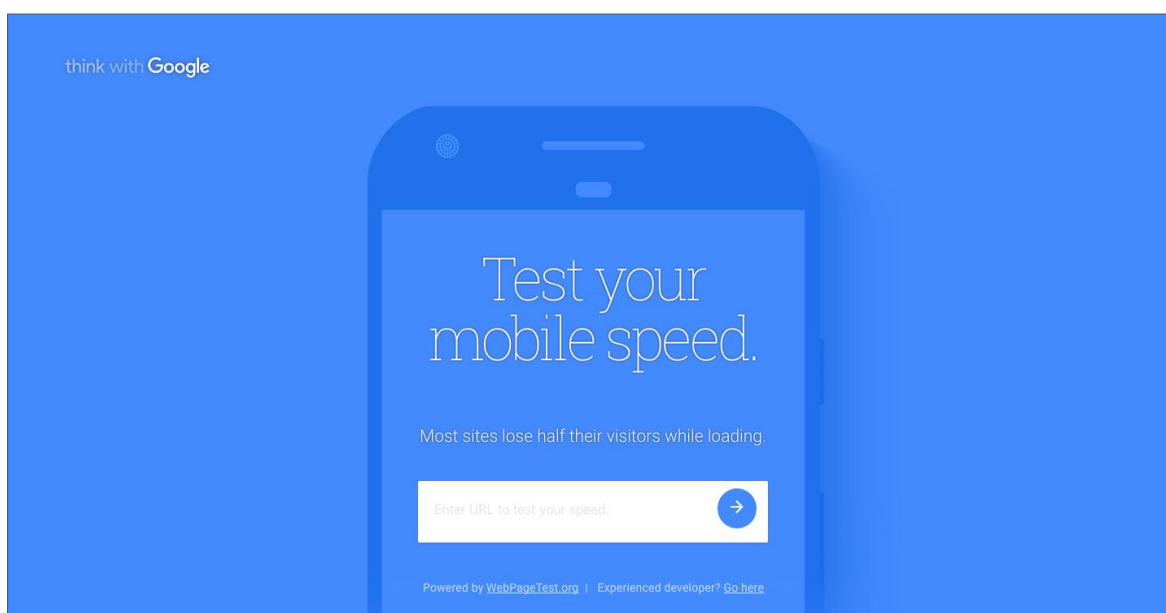 think with Google
Test your
mobile speed.
Most sites lose half their visitors while loading.
Enter URL to test your speed.
Powered by WebPageTest.org | Experienced developer? Go here